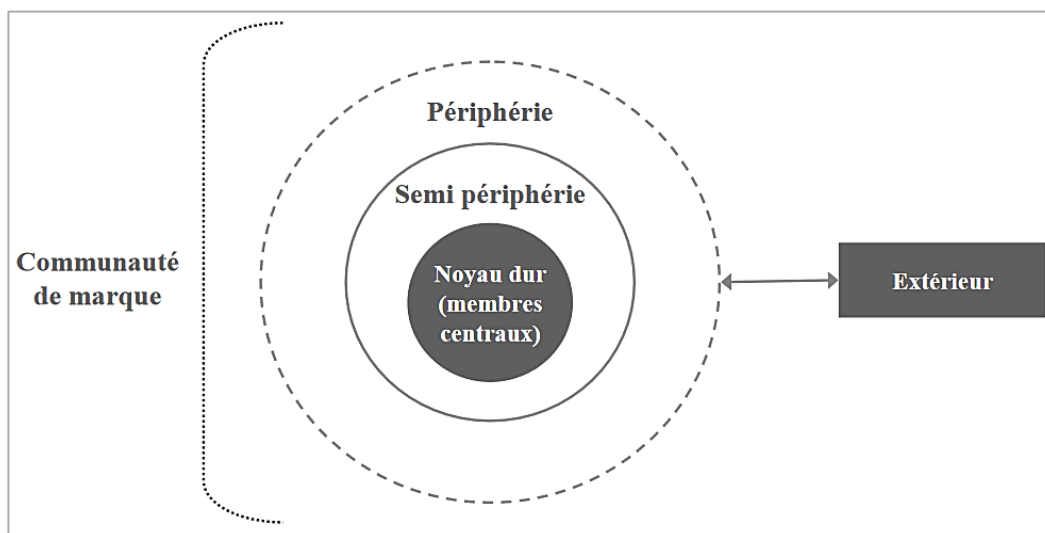 Périphérie
Semi périphérie
Communauté
de marque
Noyau dur
(membres
centraux)
Extérieur